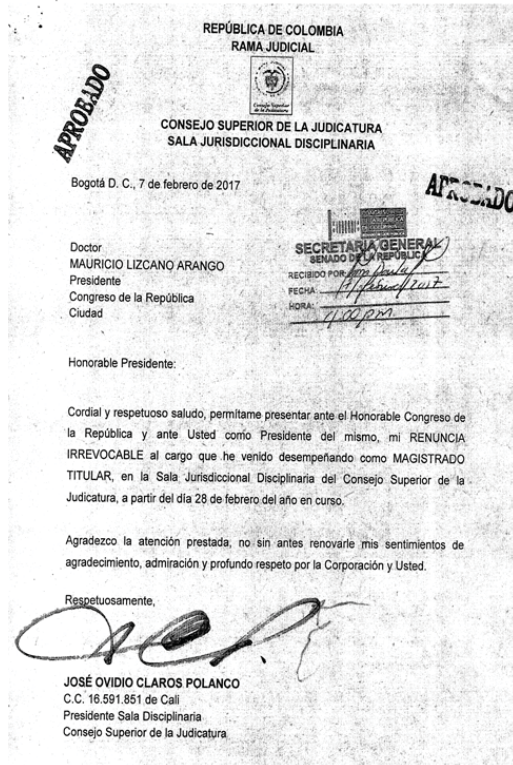 REPÚBLICA DE COLOMBIA
RAMA JUDICIAL
Consejo Superior
de la Judicatura
CONSEJO SUPERIOR DE LA JUDICATURA
SALA JURISDICCIONAL DISCIPLINARIA
APROBADO
APROBADO
Bogotá D. C., 7 de febrero de 2017
SECRETARÍA GENERAL
SENADO DE LA REPÚBLICA
RECIBIDO POR:
FECHA: 7/febrero/2017
HORA: 4:00 pm
Doctor
MAURICIO LIZCANO ARANGO
Presidente
Congreso de la República
Ciudad
Honorable Presidente:
Cordial y respetuoso saludo, permítame presentar ante el Honorable Congreso de
la República y ante Usted como Presidente del mismo, mi RENUNCIA
IRREVOCABLE al cargo que he venido desempeñando como MAGISTRADO
TITULAR, en la Sala Jurisdiccional Disciplinaria del Consejo Superior de la
Judicatura, a partir del día 28 de febrero del año en curso.
Agradezco la atención prestada, no sin antes renovarle mis sentimientos de
agradecimiento, admiración y profundo respeto por la Corporación y Usted.
Respetuosamente,
JOSÉ OVIDIO CLAROS POLANCO
C.C. 16.591.851 de Cali
Presidente Sala Disciplinaria
Consejo Superior de la Judicatura